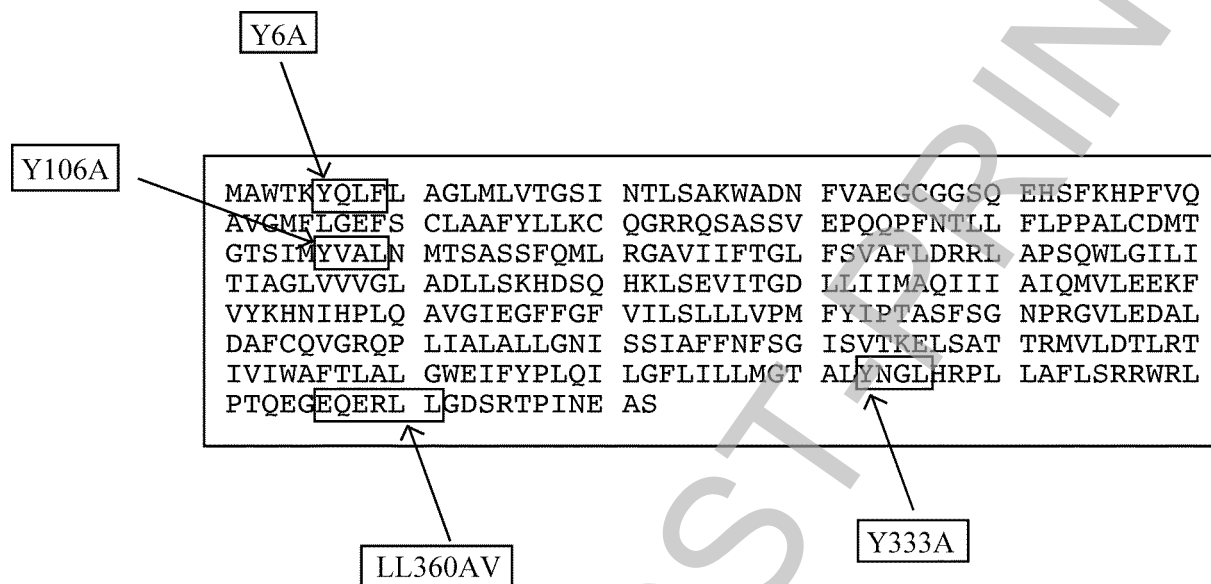 Y6A
Y106A
MAWTKYQLFL AGLMLVTGSI NTLSAKWADN FVAEGCGGSQ EHSFKHPFVQ
AVGMFLGEFS CLAAFYLLKC QGRRQSASSV EPQQPFNTLL FLPPALCDMT
GTSIMYVALN MTSASSFQML RGAVIIFTGL FSVAFLDRRL APSQWLGILI
TIAGLVVVGL ADLLSKHDSQ HKLSEVITGD LLIIMAQIII AIQMVLEEKF
VYKHNIHPLQ AVGIEGFFGF VILSLLLVPM FYIPTASFSG NPRGVLEDAL
DAFCQVGRQP LIALALLGNI SSIAFFNFSG ISVTKELSAT TRMVLDTLRT
IVIWAFTLAL GWEIFYPLQI LGFLILLMGT ALYNGLHRPL LAFLSRRWRL
PTQEGEQERL LGDSRTPINE AS
Y333A
LL360AV
ST-PRIN